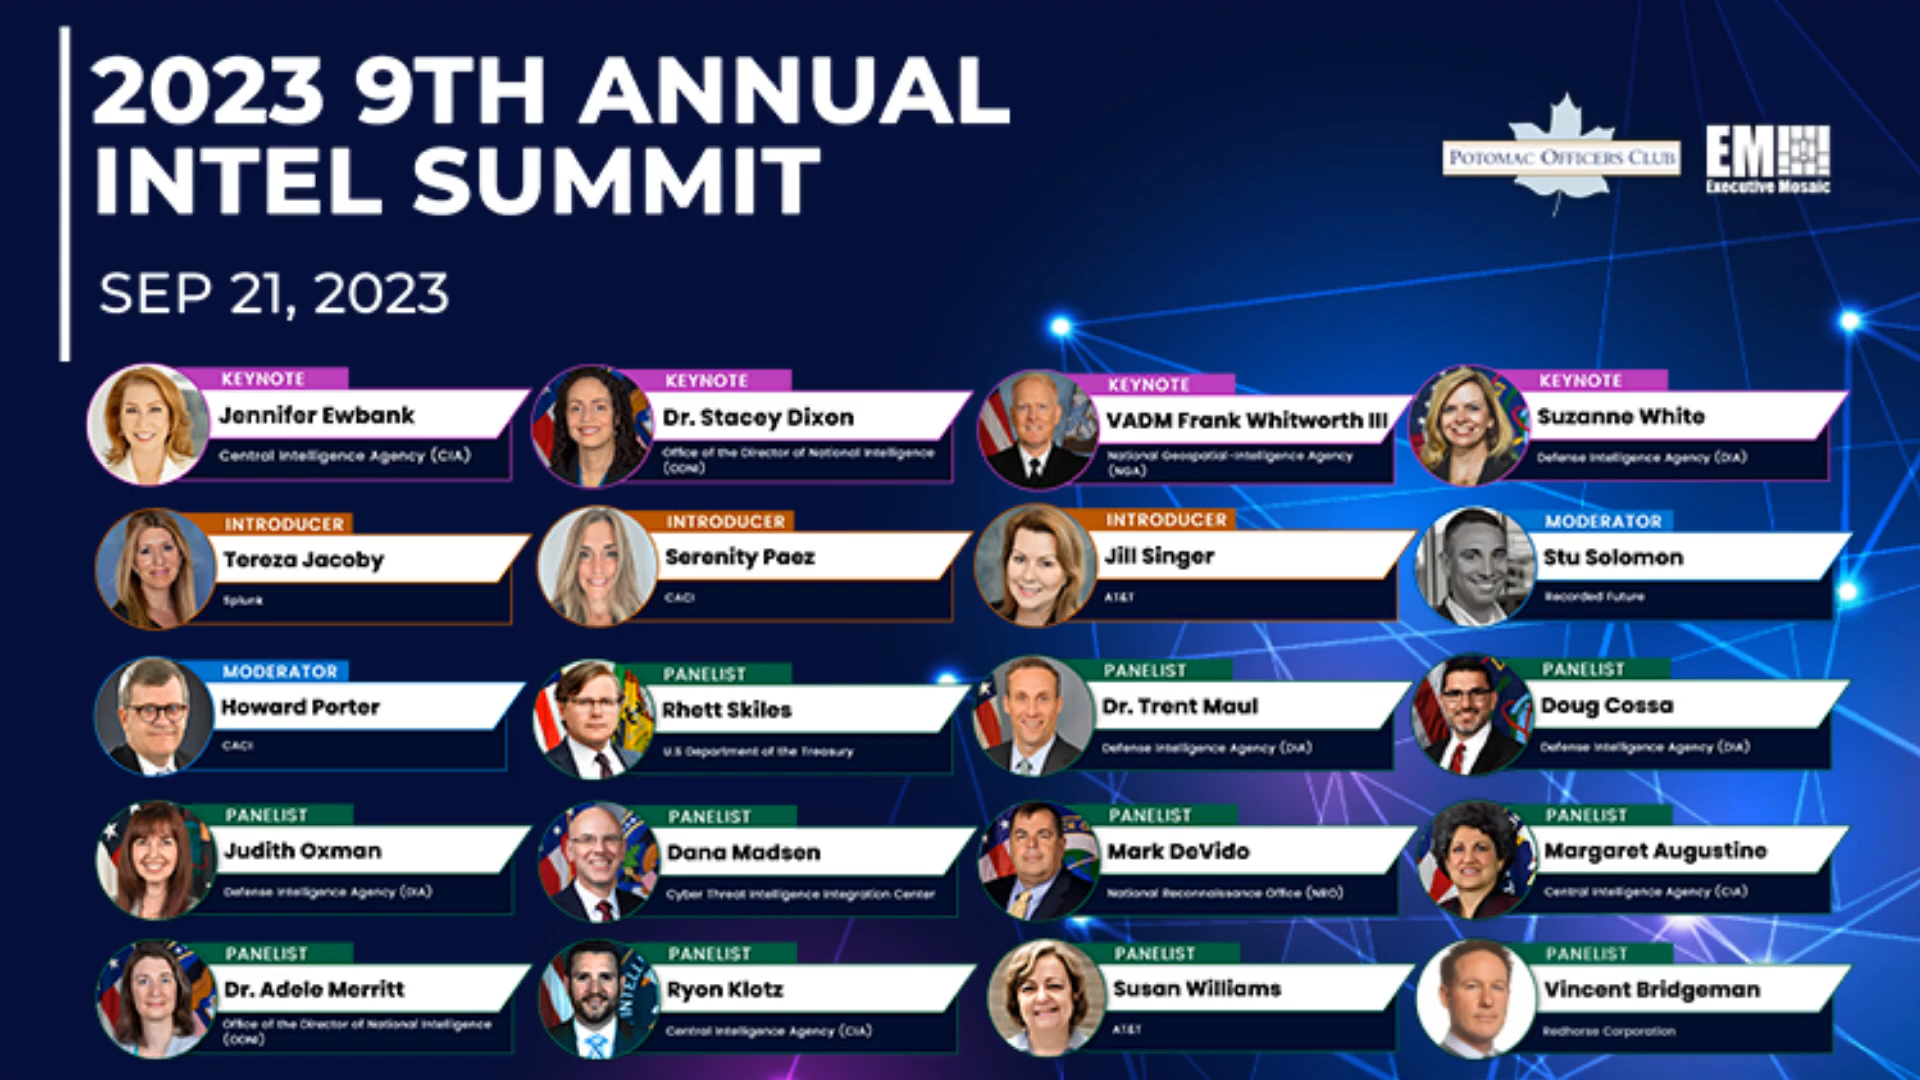 2023 9TH ANNUAL
INTEL SUMMIT
SEP 21, 2023
POTOMAC OFFICERS CLUB
EM
Executive Mosaic
KEYNOTE
Jennifer Ewbank
Central Intelligence Agency (CIA)
KEYNOTE
Dr. Stacey Dixon
Office of the Director of National Intelligence
(ODNI)
KEYNOTE
VADM Frank Whitworth III
National Geospatial-Intelligence Agency
(NGA)
KEYNOTE
Suzanne White
Defense Intelligence Agency (DIA)
INTRODUCER
Tereza Jacoby
Splunk
INTRODUCER
Serenity Paez
CACI
INTRODUCER
Jill Singer
AT&T
MODERATOR
Stu Solomon
Recorded Future
MODERATOR
Howard Porter
CACI
PANELIST
Rhett Skiles
U.S Department of the Treasury
PANELIST
Dr. Trent Maul
Defense Intelligence Agency (DIA)
PANELIST
Doug Cossa
Defense Intelligence Agency (DIA)
PANELIST
Judith Oxman
Defense Intelligence Agency (DIA)
PANELIST
Dana Madsen
Cyber Threat Intelligence Integration Center
PANELIST
Mark DeVido
National Reconnaissance Office (NRO)
PANELIST
Margaret Augustine
Central Intelligence Agency (CIA)
PANELIST
Dr. Adele Merritt
Office of the Director of National Intelligence
(ODNI)
PANELIST
Ryon Klotz
Central Intelligence Agency (CIA)
PANELIST
Susan Williams
AT&T
PANELIST
Vincent Bridgeman
Redhorse Corporation